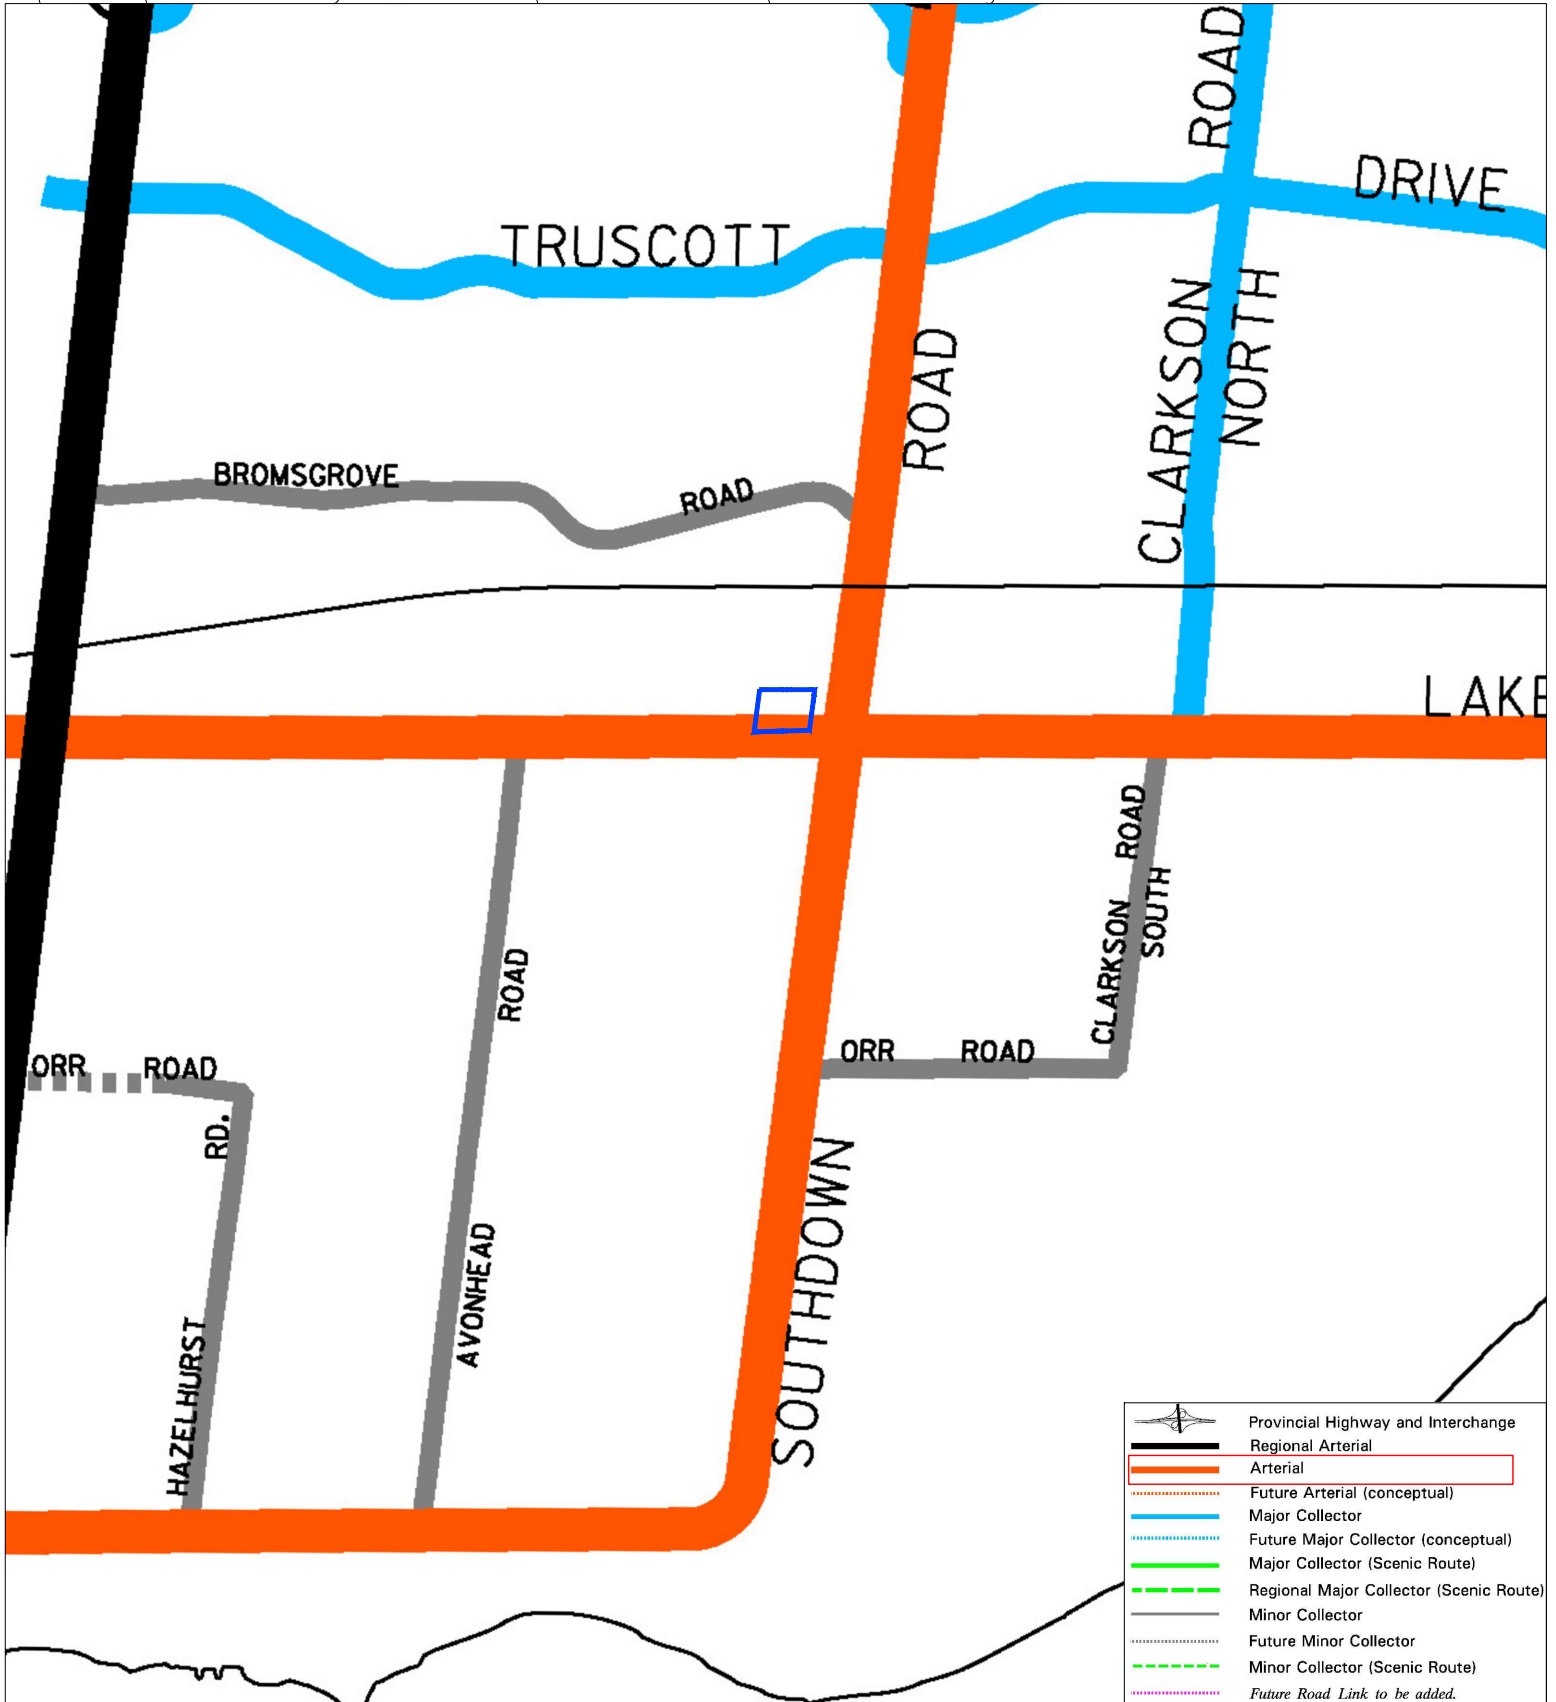 ROAD
DRIVE
TRUSCOTT
CLARKSON
NORTH
ROAD
BROMSGROVE
ROAD
LAKE
ROAD
CLARKSON
SOUTH
ROAD
ORR ROAD
ORR ROAD
RD.
HAZELHURST
AVONHEAD
SOUTHDOWN
Provincial Highway and Interchange
Regional Arterial
Arterial
Future Arterial (conceptual)
Major Collector
Future Major Collector (conceptual)
Major Collector (Scenic Route)
Regional Major Collector (Scenic Route)
Minor Collector
Future Minor Collector
Minor Collector (Scenic Route)
Future Road Link to be added.